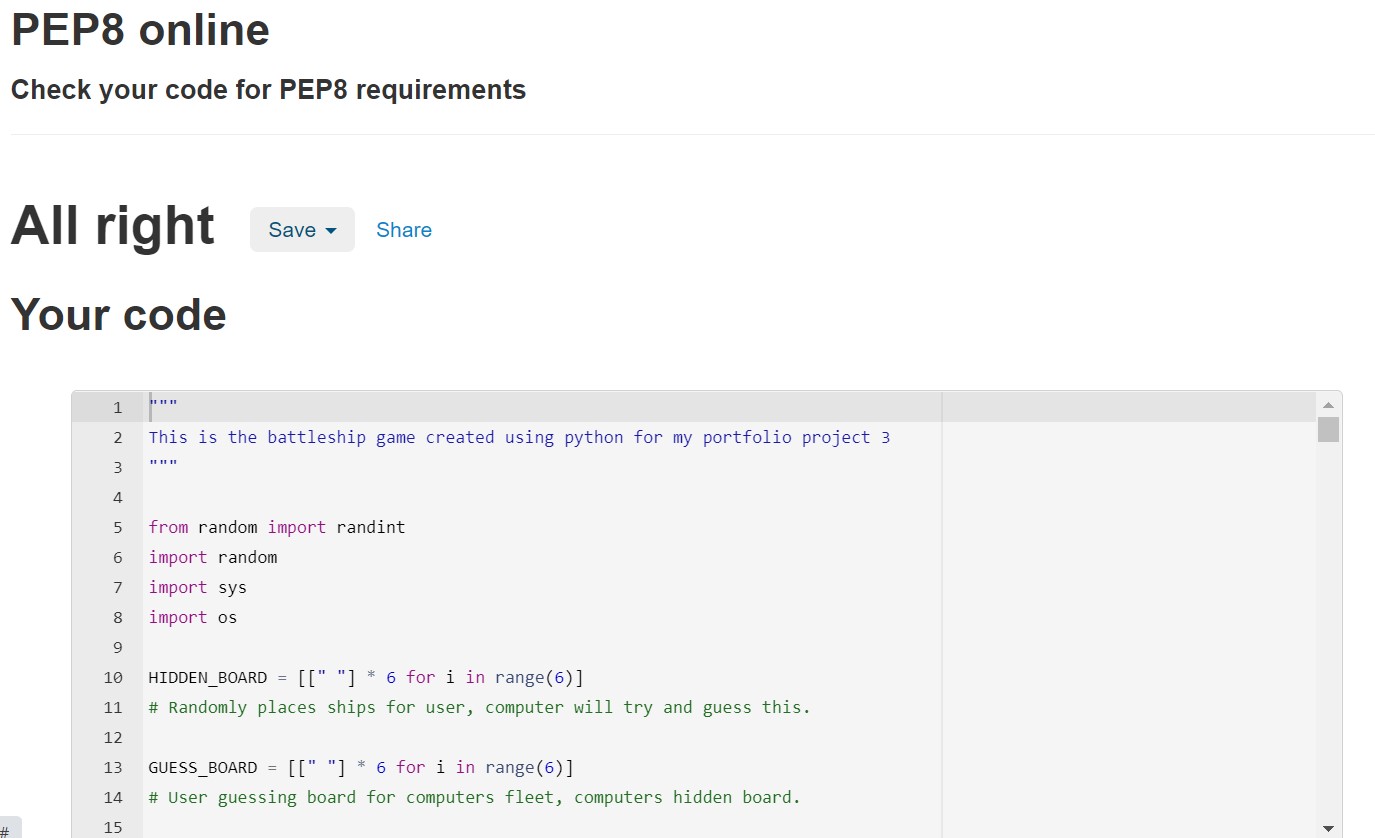 PEP8 online
Check your code for PEP8 requirements
All right Save Share
Your code
1 """
2 This is the battleship game created using python for my portfolio project 3
3 """
4
5 from random import randint
6 import random
7 import sys
8 import os
9
10 HIDDEN_BOARD = [[" "] * 6 for i in range(6)]
11 # Randomly places ships for user, computer will try and guess this.
12
13 GUESS_BOARD = [[" "] * 6 for i in range(6)]
14 # User guessing board for computers fleet, computers hidden board.
15
#